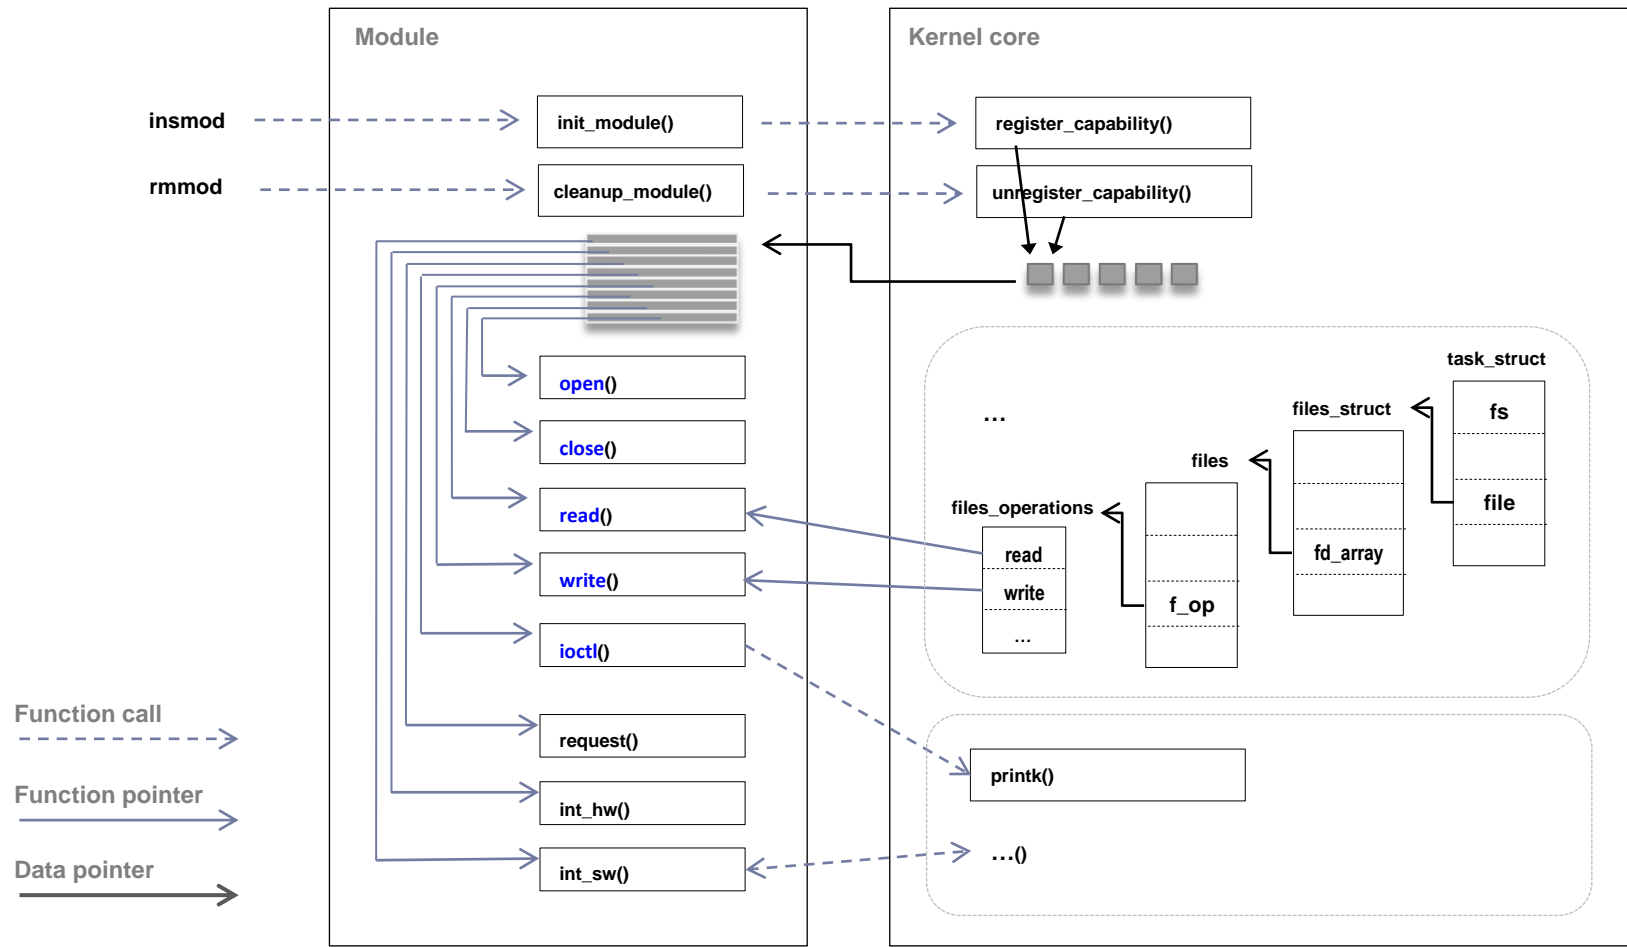 Module
Kernel core
insmod
init_module()
register_capability()
rmmod
cleanup_module()
unregister_capability()
open()
close()
read()
write()
ioctl()
request()
int_hw()
int_sw()
task_struct
fs
file
files_struct
fd_array
files
f_op
...
files_operations
read
write
...
printk()
...()
Function call
Function pointer
Data pointer